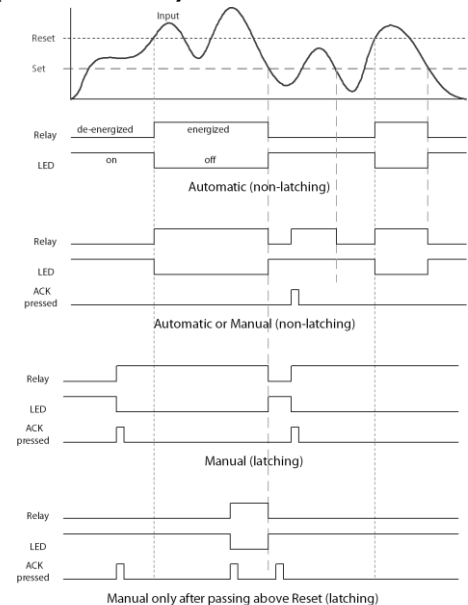 Input
Reset
Set
de-energized energized
Relay
on off
LED
Automatic (non-latching)
Relay
LED
ACK
pressed
Automatic or Manual (non-latching)
Relay
LED
ACK
pressed
Manual (latching)
Relay
LED
ACK
pressed
Manual only after passing above Reset (latching)